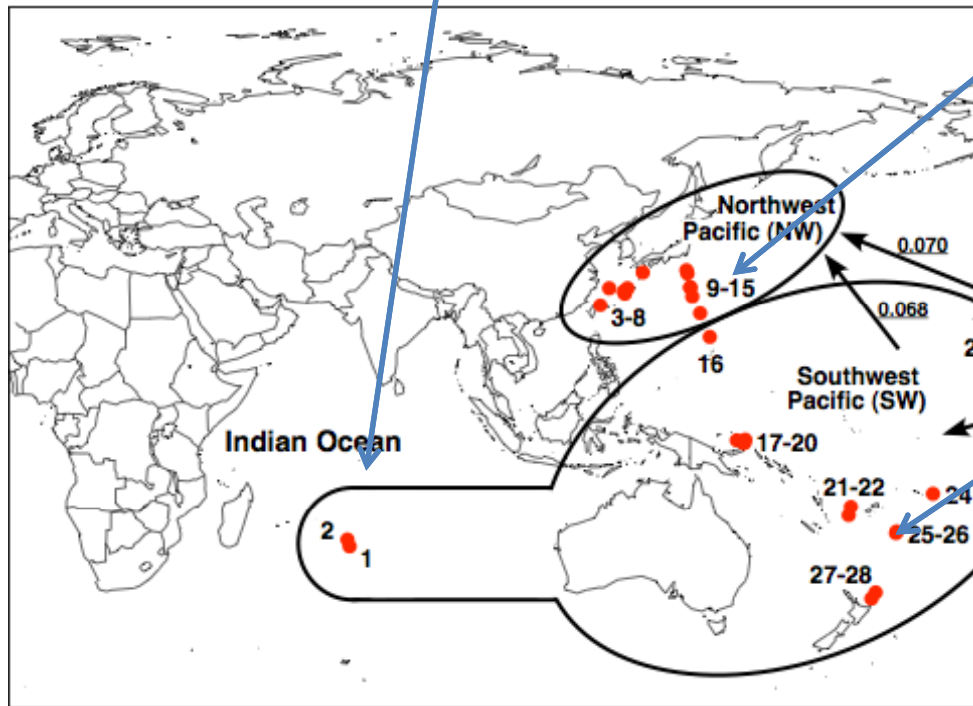 Northwest
Pacific (NW)
0.070
9-15
3-8
0.068
2
16
Southwest
Pacific (SW)
Indian Ocean
17-20
21-22
24
2
25-26
1
27-28